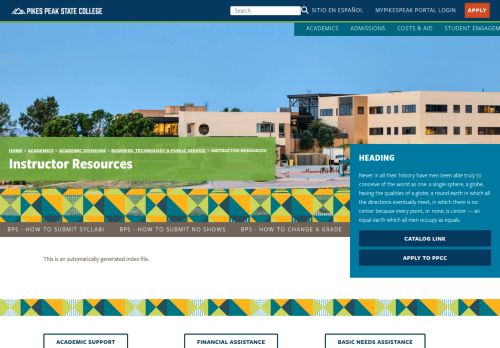 PIKES PEAK STATE COLLEGE
Search
SITIO EN ESPAÑOL
MYPIKESPEAK PORTAL LOGIN
APPLY
ACADEMICS
ADMISSIONS
COSTS & AID
STUDENT ENGAGEM
HOME > ACADEMICS > ACADEMIC DIVISIONS > BUSINESS, TECHNOLOGY & PUBLIC SERVICE > INSTRUCTOR RESOURCES
Instructor Resources
HEADING
Never in all their history have men been able truly to
conceive of the world as one: a single sphere, a globe,
having the qualities of a globe, a round earth in which all
the directions eventually meet, in which there is no
center because every point, or none, is center — an
equal earth which all men occupy as equals.
CATALOG LINK
APPLY TO PPCC
BPS - HOW TO SUBMIT SYLLABI
BPS - HOW TO SUBMIT NO SHOWS
BPS - HOW TO CHANGE A GRADE
This is an automatically generated index file.
ACADEMIC SUPPORT
FINANCIAL ASSISTANCE
BASIC NEEDS ASSISTANCE